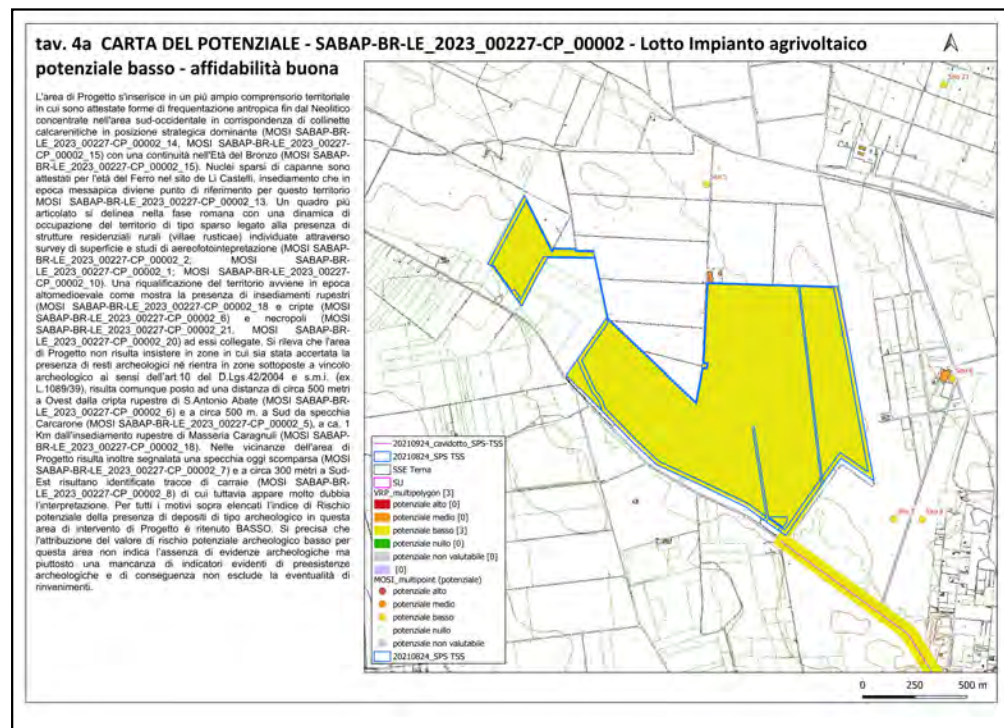 tav. 4a CARTA DEL POTENZIALE - SABAP-BR-LE_2023_00227-CP_00002 - Lotto Impianto agrivoltaico
potenziale basso - affidabilità buona
L'area di Progetto s'inserisce in un più ampio comprensorio territoriale
in cui sono attestate forme di frequentazione antropica fin dal Neolitico
concentrate nell'area sud-occidentale in corrispondenza di collinette
calcarenitiche in posizione strategica dominante (MOSI SABAP-BR-
LE_2023_00227-CP_00002_14, MOSI SABAP-BR-LE_2023_00227-
CP_00002_15) con una continuità nell'Età del Bronzo (MOSI SABAP-
BR-LE_2023_00227-CP_00002_15). Nuclei sparsi di capanne sono
attestati per l'età del Ferro nel sito de Li Castelli, insediamento che in
epoca messapica diviene punto di riferimento per questo territorio
MOSI SABAP-BR-LE_2023_00227-CP_00002_13. Un quadro più
articolato si delinea nella fase romana con una dinamica di
occupazione del territorio di tipo sparso legato alla presenza di
strutture residenziali rurali (villae rusticae) individuate attraverso
survey di superficie e studi di aereofotointepretazione (MOSI SABAP-
BR-LE_2023_00227-CP_00002_2; MOSI SABAP-BR-
LE_2023_00227-CP_00002_1; MOSI SABAP-BR-LE_2023_00227-
CP_00002_10). Una riqualificazione del territorio avviene in epoca
altomedioevale come mostra la presenza di insediamenti rupestri
(MOSI SABAP-BR-LE_2023_00227-CP_00002_18 e cripte (MOSI
SABAP-BR-LE_2023_00227-CP_00002_6) e necropoli (MOSI
SABAP-BR-LE_2023_00227-CP_00002_21, MOSI SABAP-BR-
LE_2023_00227-CP_00002_20) ad essi collegate. Si rileva che l'area
di Progetto non risulta insistere in zone in cui sia stata accertata la
presenza di resti archeologici né rientra in zone sottoposte a vincolo
archeologico ai sensi dell'art.10 del D.Lgs.42/2004 e s.m.i. (ex
L.1089/39), risulta comunque posto ad una distanza di circa 500 metri
a Ovest dalla cripta rupestre di S.Antonio Abate (MOSI SABAP-BR-
LE_2023_00227-CP_00002_6) e a circa 500 m. a Sud da specchia
Carcarone (MOSI SABAP-BR-LE_2023_00227-CP_00002_5), a ca. 1
Km dall'insediamento rupestre di Masseria Caragnuli (MOSI SABAP-
BR-LE_2023_00227-CP_00002_18). Nelle vicinanze dell'area di
Progetto risulta inoltre segnalata una specchia oggi scomparsa (MOSI
SABAP-BR-LE_2023_00227-CP_00002_7) e a circa 300 metri a Sud-
Est risultano identificate tracce di carraie (MOSI SABAP-BR-
LE_2023_00227-CP_00002_8) di cui tuttavia appare molto dubbia
l'interpretazione. Per tutti i motivi sopra elencati l'indice di Rischio
potenziale della presenza di depositi di tipo archeologico in questa
area di intervento di Progetto è ritenuto BASSO. Si precisa che
l'attribuzione del valore di rischio potenziale archeologico basso per
questa area non indica l'assenza di evidenze archeologiche ma
piuttosto una mancanza di indicatori evidenti di preesistenze
archeologiche e di conseguenza non esclude la eventualità di
rinvenimenti.
20210924_cavidotto_SPS-TSS
20210824_SPS TSS
SSE Terna
SU
VRP_multipolygon [3]
potenziale alto [0]
potenziale medio [0]
potenziale basso [3]
potenziale nullo [0]
potenziale non valutabile [0]
[0]
MOSI_multipoint (potenziale)
potenziale alto
potenziale medio
potenziale basso
potenziale nullo
potenziale non valutabile
20210824_SPS TSS
Sito 21
0 250 500 m